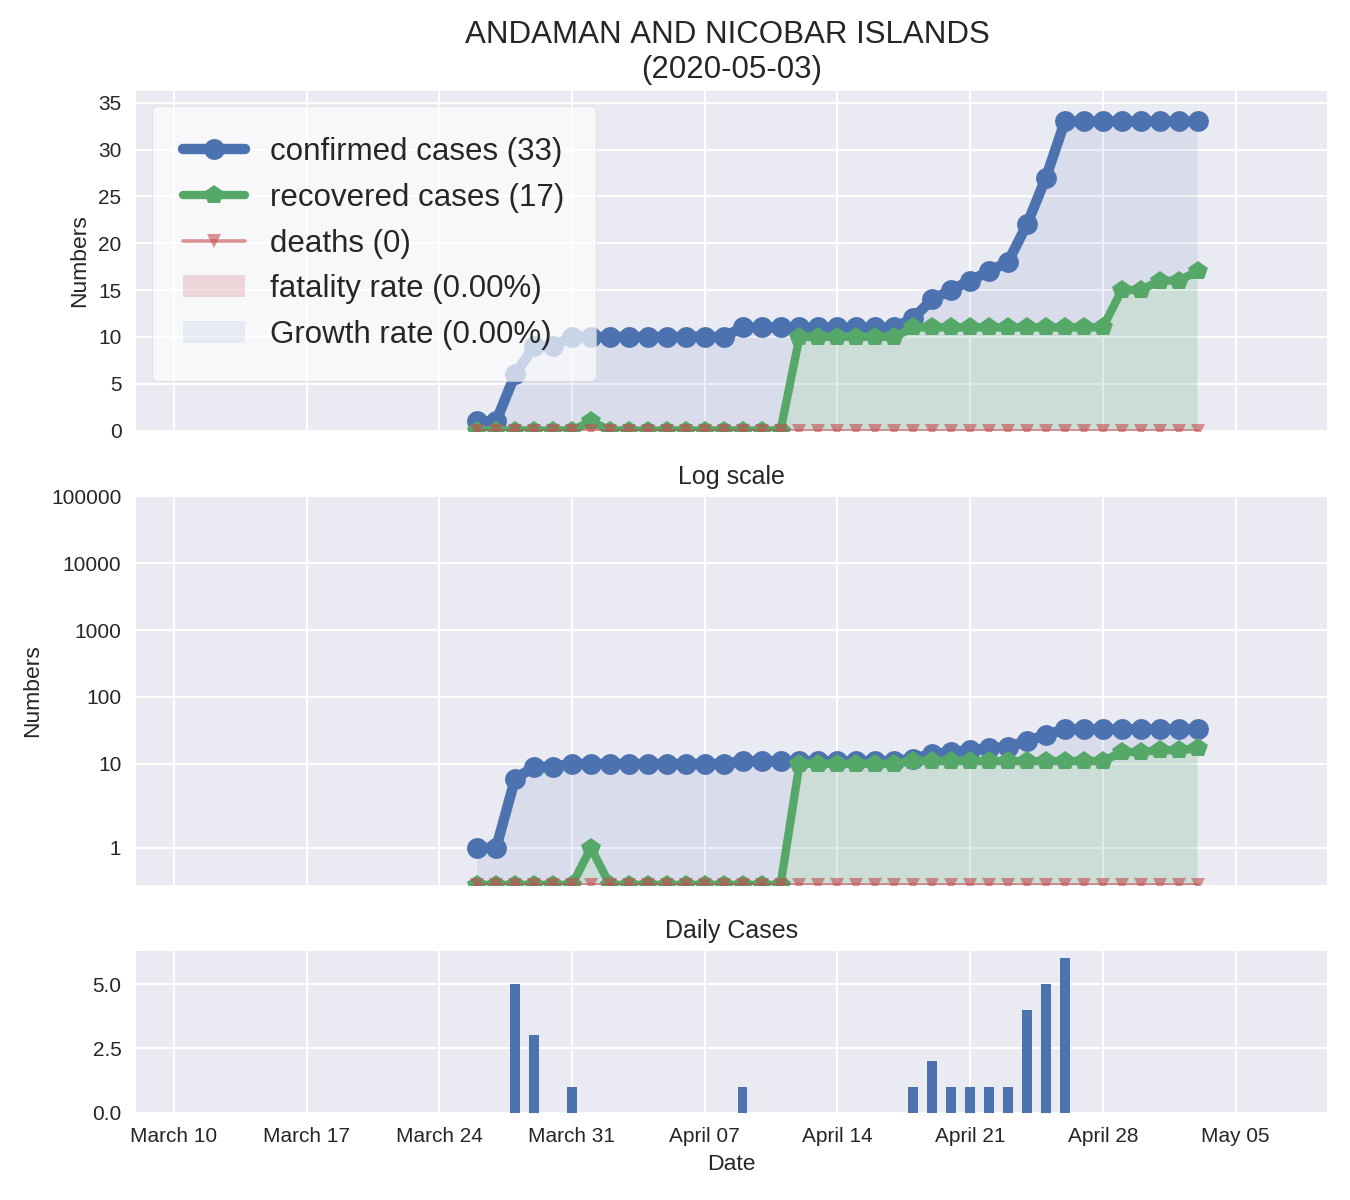 ANDAMAN AND NICOBAR ISLANDS
(2020-05-03)
35
30
25
20
15
10
5
0
Numbers
confirmed cases (33)
recovered cases (17)
deaths (0)
fatality rate (0.00%)
Growth rate (0.00%)
Log scale
100000
10000
1000
100
10
1
Numbers
Daily Cases
5.0
2.5
0.0
March 10 March 17 March 24 March 31 April 07 April 14 April 21 April 28 May 05
Date